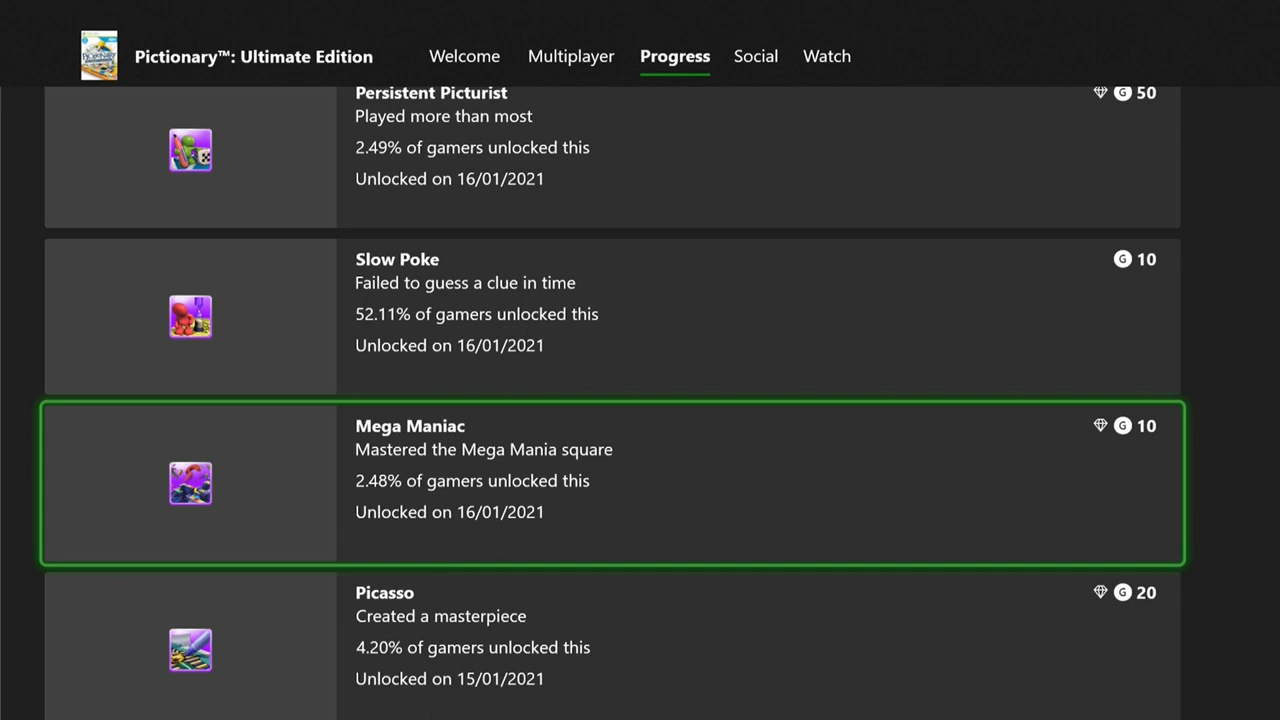 Pictionary™: Ultimate Edition
Welcome
Multiplayer
Progress
Social
Watch
Persistent Picturist
G 50
Played more than most
2.49% of gamers unlocked this
Unlocked on 16/01/2021
Slow Poke
G 10
Failed to guess a clue in time
52.11% of gamers unlocked this
Unlocked on 16/01/2021
Mega Maniac
G 10
Mastered the Mega Mania square
2.48% of gamers unlocked this
Unlocked on 16/01/2021
Picasso
G 20
Created a masterpiece
4.20% of gamers unlocked this
Unlocked on 15/01/2021